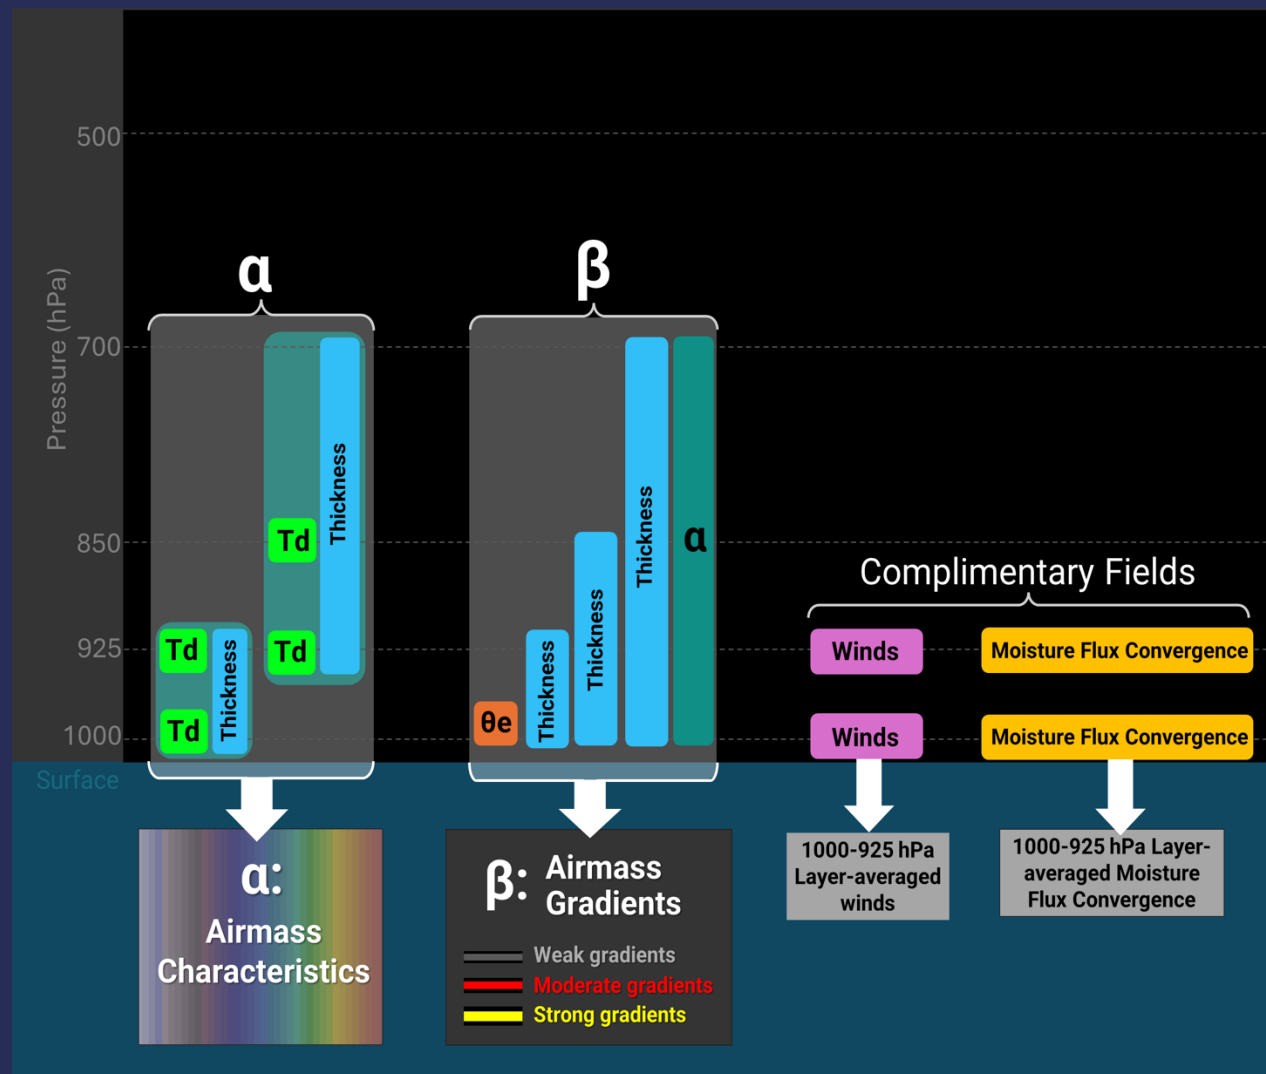 500
α
β
Pressure (hPa)
700
Thickness
Thickness
α
Td
850
Thickness
Complimentary Fields
Td
Thickness
Td
Thickness
925
Winds
Moisture Flux Convergence
Td
θe
1000
Winds
Moisture Flux Convergence
Surface
α:
Airmass
Characteristics
β:
Airmass
Gradients
Weak gradients
Moderate gradients
Strong gradients
1000-925 hPa
Layer-averaged
winds
1000-925 hPa Layer-
averaged Moisture
Flux Convergence